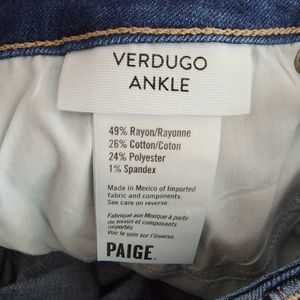 VERDUGO
ANKLE
49% Rayon/Rayonne
26% Cotton/Coton
24% Polyester
1% Spandex
Made in Mexico of Imported
fabric and components.
See care on reverse.
Fabriqué aux Mexique à partir
de tissus et composants
importés
Voir le soin sur l'inverse.
PAIGE